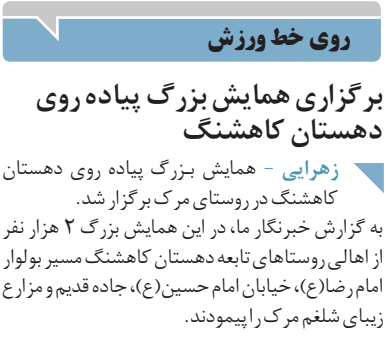 روی خط ورزش
برگزاری همایش بزرگ پیاده روی
دهستان کاهشنگ
زهرایی - همایش بزرگ پیاده روی دهستان
کاهشنگ در روستای مرک برگزار شد.
به گزارش خبرنگار ما، در این همایش بزرگ ۲ هزار نفر
از اهالی روستاهای تابعه دهستان کاهشنگ مسیر بولوار
امام رضا(ع)، خیابان امام حسین(ع)، جاده قدیم و مزارع
زیبای شلغم مرک را پیمودند.